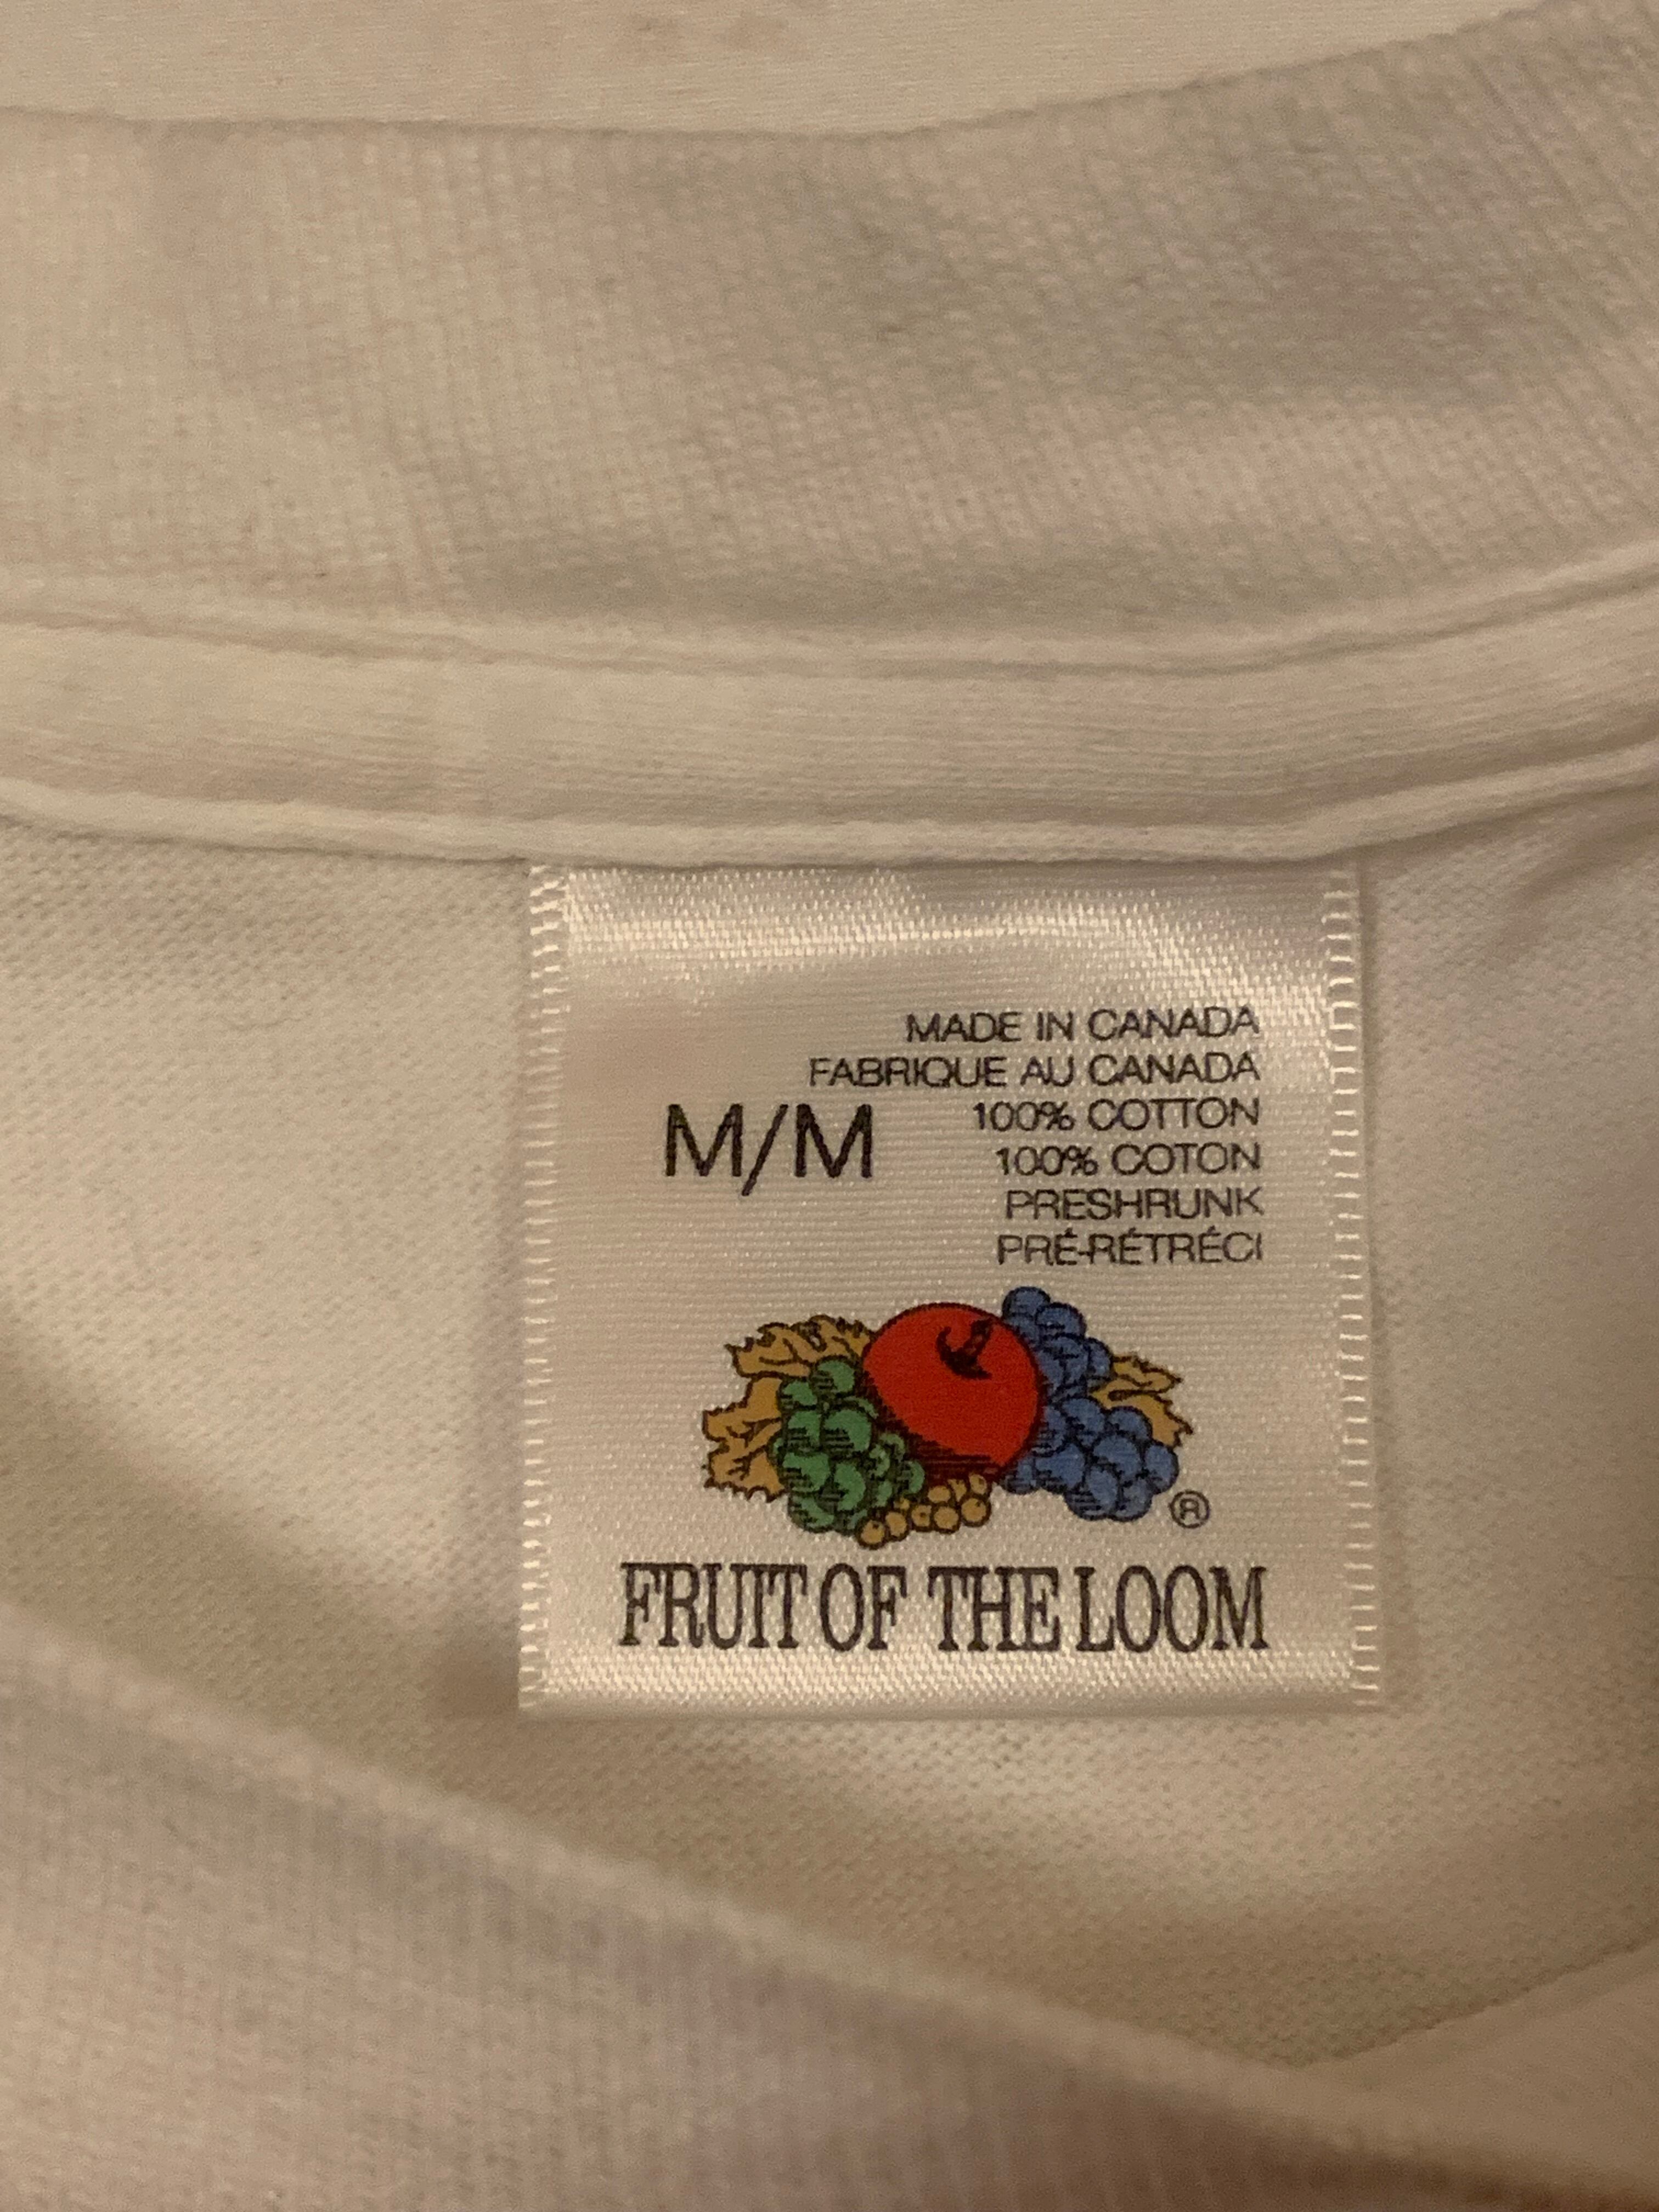 MADE IN CANADA
FABRIQUE AU CANADA
M/M
100% COTTON
100% COTON
PRESHRUNK
PRÉ-RÉTRÉCI
®
FRUIT OF THE LOOM